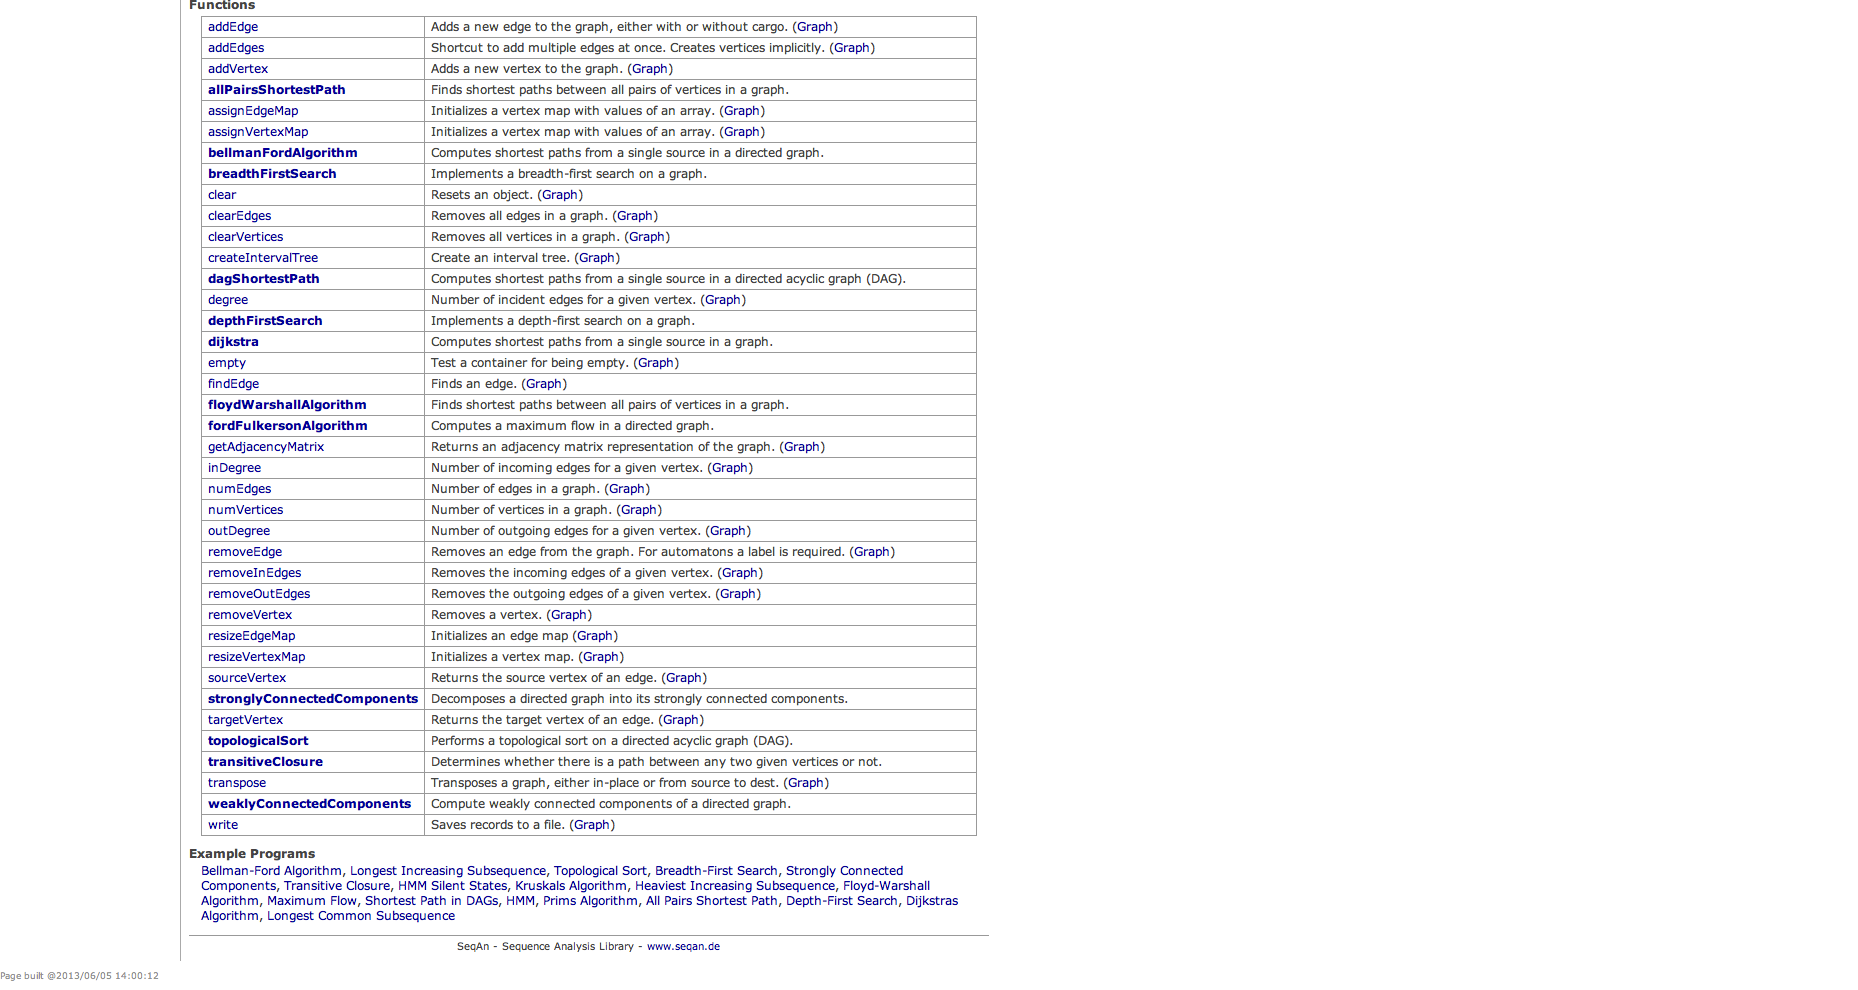 Functions
addEdge Adds a new edge to the graph, either with or without cargo. (Graph)
addEdges Shortcut to add multiple edges at once. Creates vertices implicitly. (Graph)
addVertex Adds a new vertex to the graph. (Graph)
allPairsShortestPath Finds shortest paths between all pairs of vertices in a graph.
assignEdgeMap Initializes a vertex map with values of an array. (Graph)
assignVertexMap Initializes a vertex map with values of an array. (Graph)
bellmanFordAlgorithm Computes shortest paths from a single source in a directed graph.
breadthFirstSearch Implements a breadth-first search on a graph.
clear Resets an object. (Graph)
clearEdges Removes all edges in a graph. (Graph)
clearVertices Removes all vertices in a graph. (Graph)
createIntervalTree Create an interval tree. (Graph)
dagShortestPath Computes shortest paths from a single source in a directed acyclic graph (DAG).
degree Number of incident edges for a given vertex. (Graph)
depthFirstSearch Implements a depth-first search on a graph.
dijkstra Computes shortest paths from a single source in a graph.
empty Test a container for being empty. (Graph)
findEdge Finds an edge. (Graph)
floydWarshallAlgorithm Finds shortest paths between all pairs of vertices in a graph.
fordFulkersonAlgorithm Computes a maximum flow in a directed graph.
getAdjacencyMatrix Returns an adjacency matrix representation of the graph. (Graph)
inDegree Number of incoming edges for a given vertex. (Graph)
numEdges Number of edges in a graph. (Graph)
numVertices Number of vertices in a graph. (Graph)
outDegree Number of outgoing edges for a given vertex. (Graph)
removeEdge Removes an edge from the graph. For automatons a label is required. (Graph)
removeInEdges Removes the incoming edges of a given vertex. (Graph)
removeOutEdges Removes the outgoing edges of a given vertex. (Graph)
removeVertex Removes a vertex. (Graph)
resizeEdgeMap Initializes an edge map (Graph)
resizeVertexMap Initializes a vertex map. (Graph)
sourceVertex Returns the source vertex of an edge. (Graph)
stronglyConnectedComponents Decomposes a directed graph into its strongly connected components.
targetVertex Returns the target vertex of an edge. (Graph)
topologicalSort Performs a topological sort on a directed acyclic graph (DAG).
transitiveClosure Determines whether there is a path between any two given vertices or not.
transpose Transposes a graph, either in-place or from source to dest. (Graph)
weaklyConnectedComponents Compute weakly connected components of a directed graph.
write Saves records to a file. (Graph)
Example Programs
Bellman-Ford Algorithm, Longest Increasing Subsequence, Topological Sort, Breadth-First Search, Strongly Connected
Components, Transitive Closure, HMM Silent States, Kruskals Algorithm, Heaviest Increasing Subsequence, Floyd-Warshall
Algorithm, Maximum Flow, Shortest Path in DAGs, HMM, Prims Algorithm, All Pairs Shortest Path, Depth-First Search, Dijkstras
Algorithm, Longest Common Subsequence
SeqAn - Sequence Analysis Library - www.seqan.de
Page built @2013/06/05 14:00:12